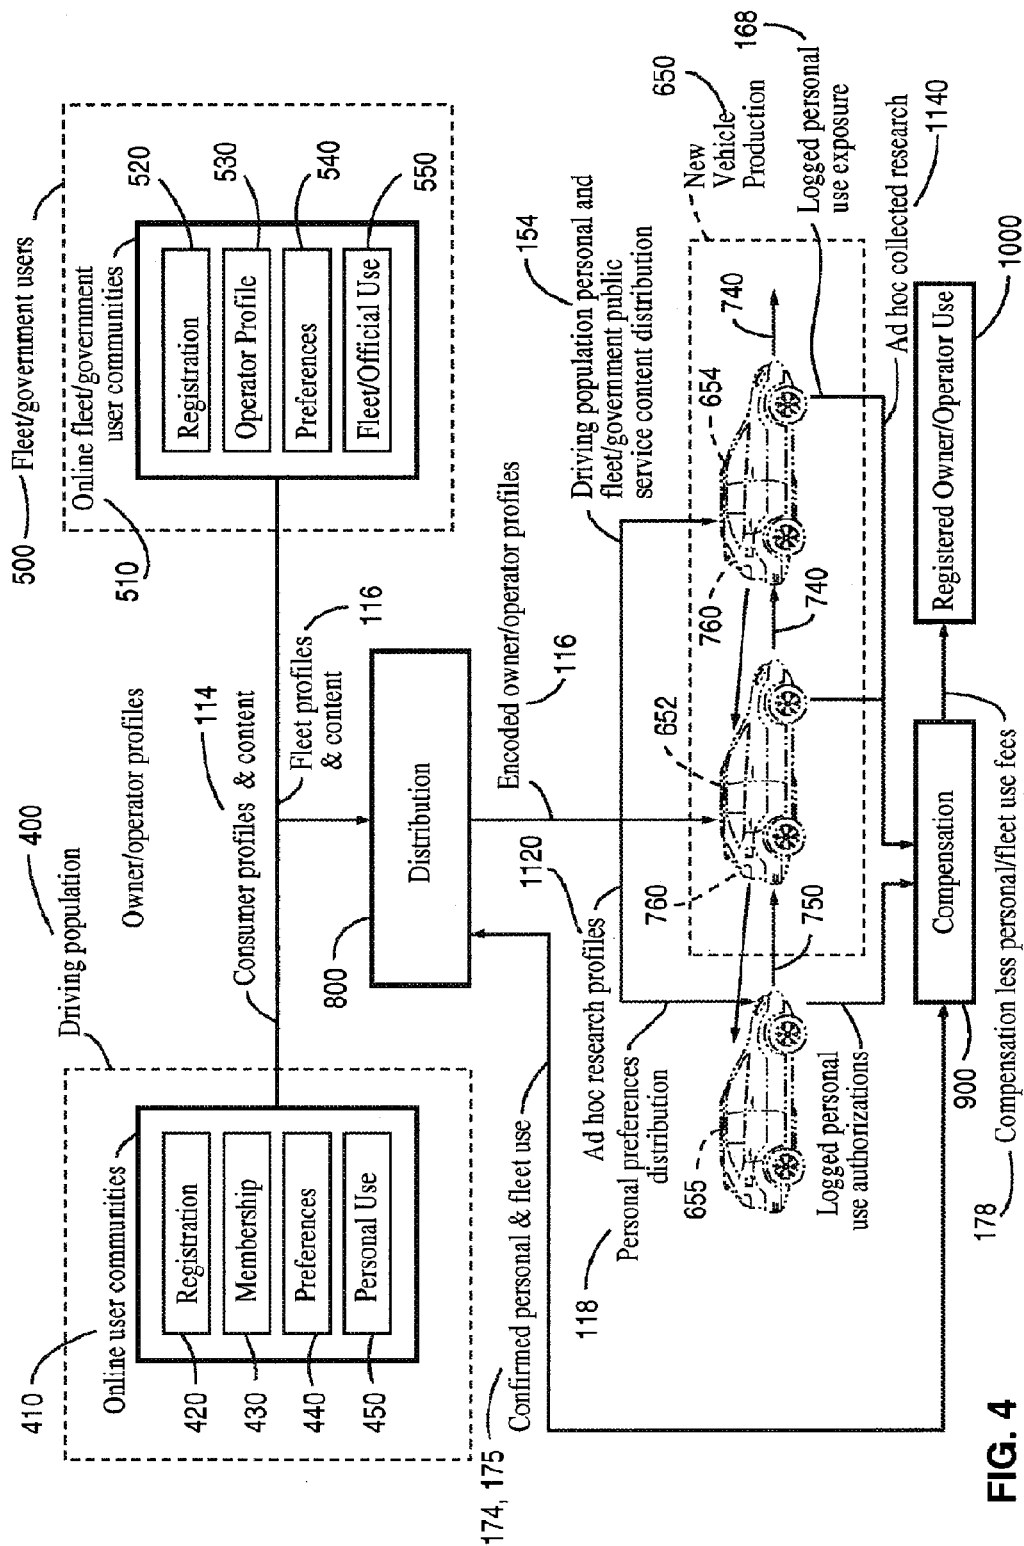 400
Driving population
410
Online user communities
420
Registration
430
Membership
440
Preferences
450
Personal Use
Owner/operator profiles
114
Consumer profiles & content
Fleet profiles
& content
116
500
Fleet/government users
510
Online fleet/government
user communities
Registration
520
Operator Profile
530
Preferences
540
Fleet/Official Use
550
800
Distribution
174, 175
Confirmed personal & fleet use
Encoded owner/operator profiles
116
1120
Ad hoc research profiles
118
Personal preferences
distribution
154
Driving population personal and
fleet/government public
service content distribution
650
New
Vehicle
Production
655
652
654
760
760
750
740
740
168
Logged personal
use exposure
Logged personal
use authorizations
Ad hoc collected research
1140
900
Compensation
Registered Owner/Operator Use
1000
178
Compensation less personal/fleet use fees
FIG. 4